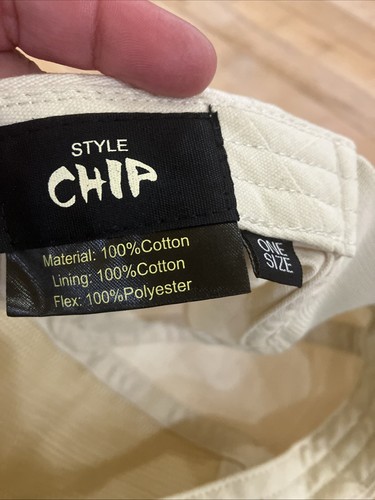 STYLE
CHIP
Material: 100%Cotton
Lining: 100%Cotton
Flex: 100%Polyester
ONE
SIZE